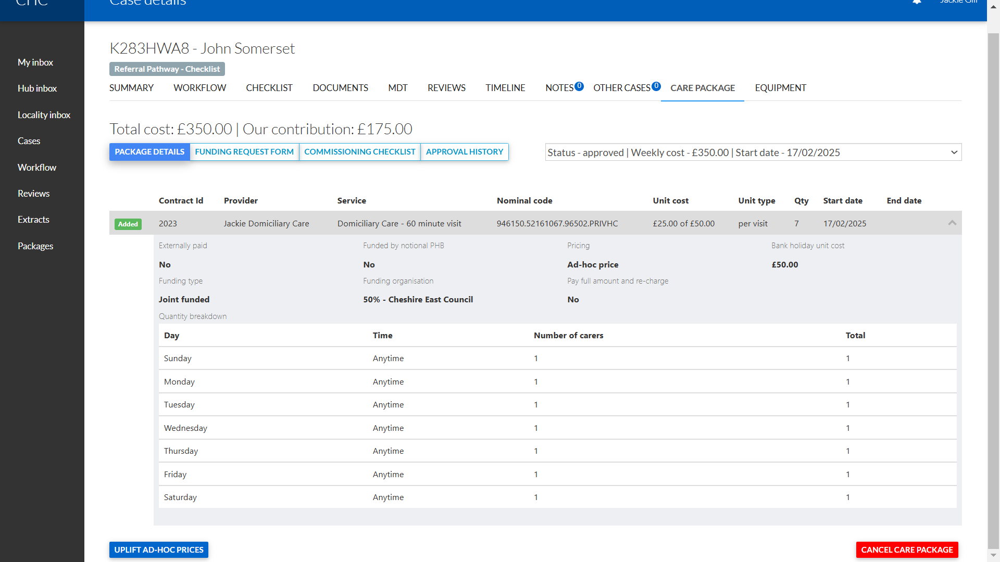 CHC
Case details
Jackie Gill
My inbox
Hub inbox
Locality inbox
Cases
Workflow
Reviews
Extracts
Packages
K283HWA8 - John Somerset
Referral Pathway - Checklist
SUMMARY WORKFLOW CHECKLIST DOCUMENTS MDT REVIEWS TIMELINE NOTES 0 OTHER CASES 0 CARE PACKAGE EQUIPMENT
Total cost: £350.00 | Our contribution: £175.00
PACKAGE DETAILS FUNDING REQUEST FORM COMMISSIONING CHECKLIST APPROVAL HISTORY
Status - approved | Weekly cost - £350.00 | Start date - 17/02/2025
Contract Id Provider Service Nominal code Unit cost Unit type Qty Start date End date
Added 2023 Jackie Domiciliary Care Domiciliary Care - 60 minute visit 946150.52161067.96502.PRIVHC £25.00 of £50.00 per visit 7 17/02/2025
Externally paid Funded by notional PHB Pricing Bank holiday unit cost
No No Ad-hoc price £50.00
Funding type Funding organisation Pay full amount and re-charge
Joint funded 50% - Cheshire East Council No
Quantity breakdown
Day Time Number of carers Total
Sunday Anytime 1 1
Monday Anytime 1 1
Tuesday Anytime 1 1
Wednesday Anytime 1 1
Thursday Anytime 1 1
Friday Anytime 1 1
Saturday Anytime 1 1
UPLIFT AD-HOC PRICES CANCEL CARE PACKAGE